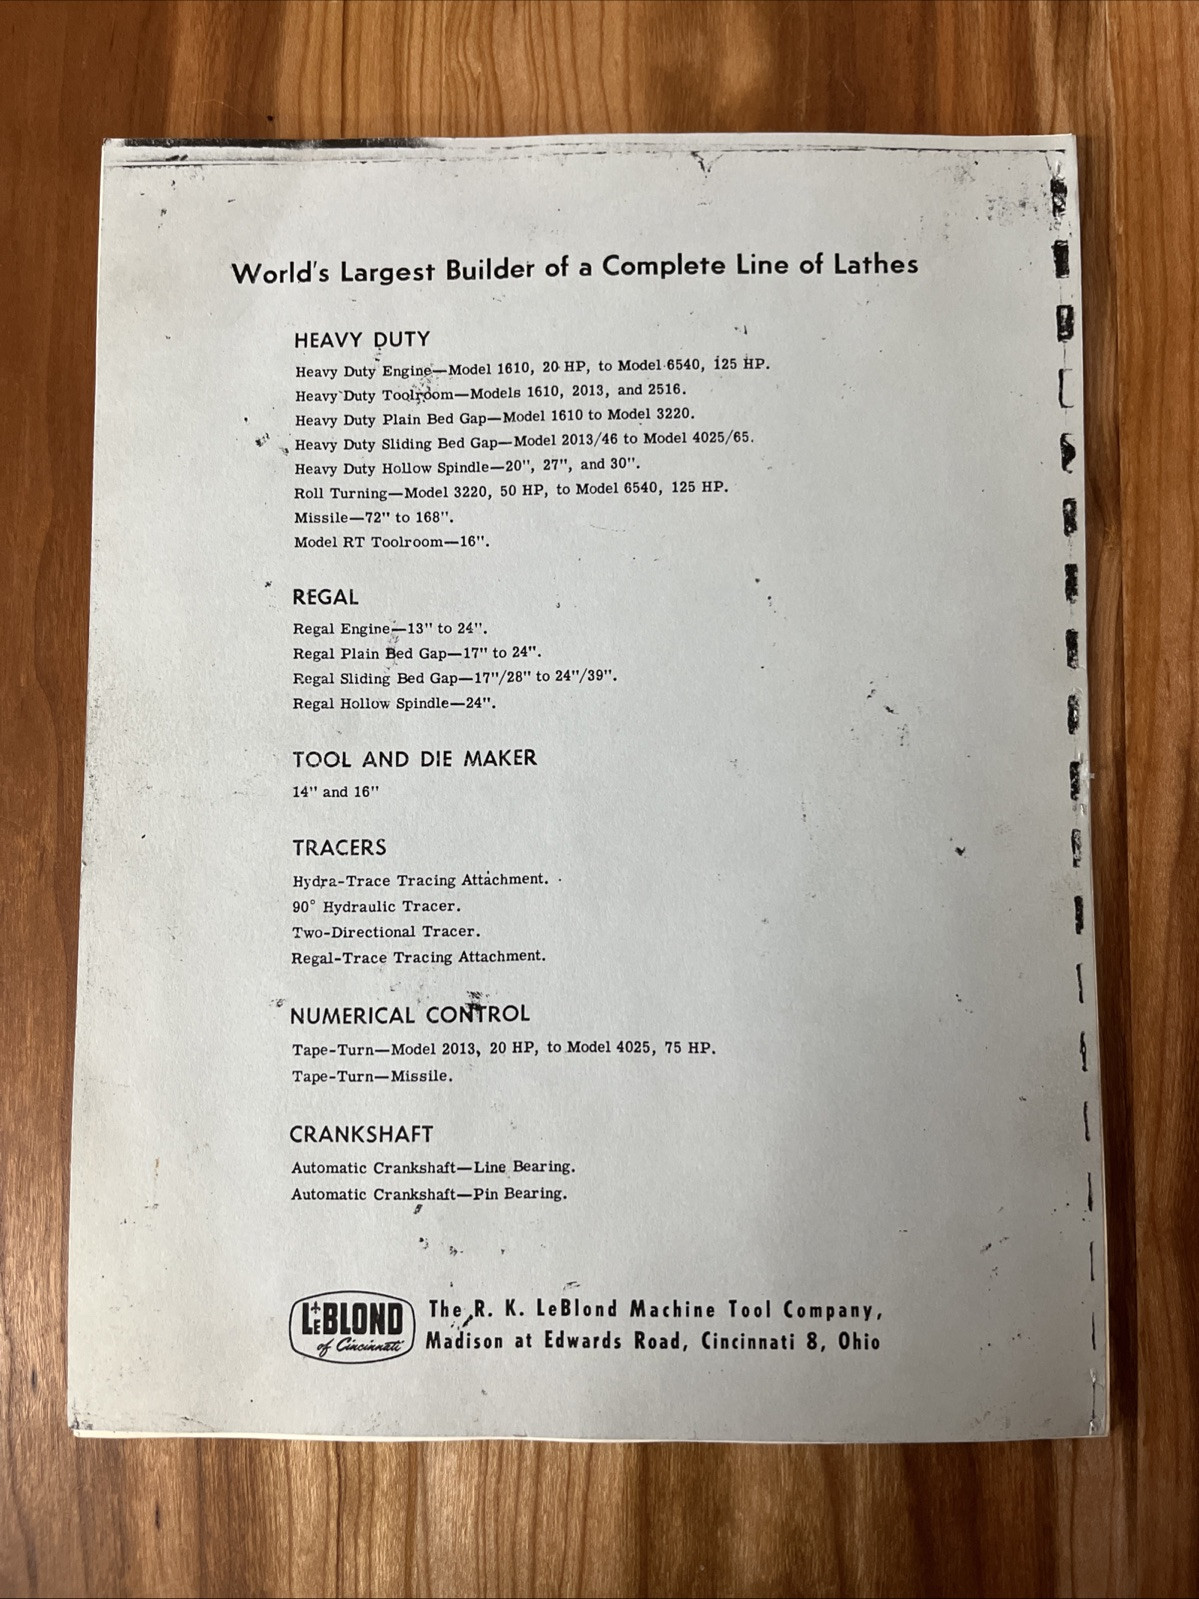 World's Largest Builder of a Complete Line of Lathes
HEAVY DUTY
Heavy Duty Engine—Model 1610, 20 HP, to Model 6540, 125 HP.
Heavy Duty Toolroom—Models 1610, 2013, and 2516.
Heavy Duty Plain Bed Gap—Model 1610 to Model 3220.
Heavy Duty Sliding Bed Gap—Model 2013/46 to Model 4025/65.
Heavy Duty Hollow Spindle—20", 27", and 30".
Roll Turning—Model 3220, 50 HP, to Model 6540, 125 HP.
Missile—72" to 168".
Model RT Toolroom—16".
REGAL
Regal Engine—13" to 24".
Regal Plain Bed Gap—17" to 24".
Regal Sliding Bed Gap—17"/28" to 24"/39".
Regal Hollow Spindle—24".
TOOL AND DIE MAKER
14" and 16"
TRACERS
Hydra-Trace Tracing Attachment.
90° Hydraulic Tracer.
Two-Directional Tracer.
Regal-Trace Tracing Attachment.
NUMERICAL CONTROL
Tape-Turn—Model 2013, 20 HP, to Model 4025, 75 HP.
Tape-Turn—Missile.
CRANKSHAFT
Automatic Crankshaft—Line Bearing.
Automatic Crankshaft—Pin Bearing.
LEBLOND
of Cincinnati
The R. K. LeBlond Machine Tool Company,
Madison at Edwards Road, Cincinnati 8, Ohio